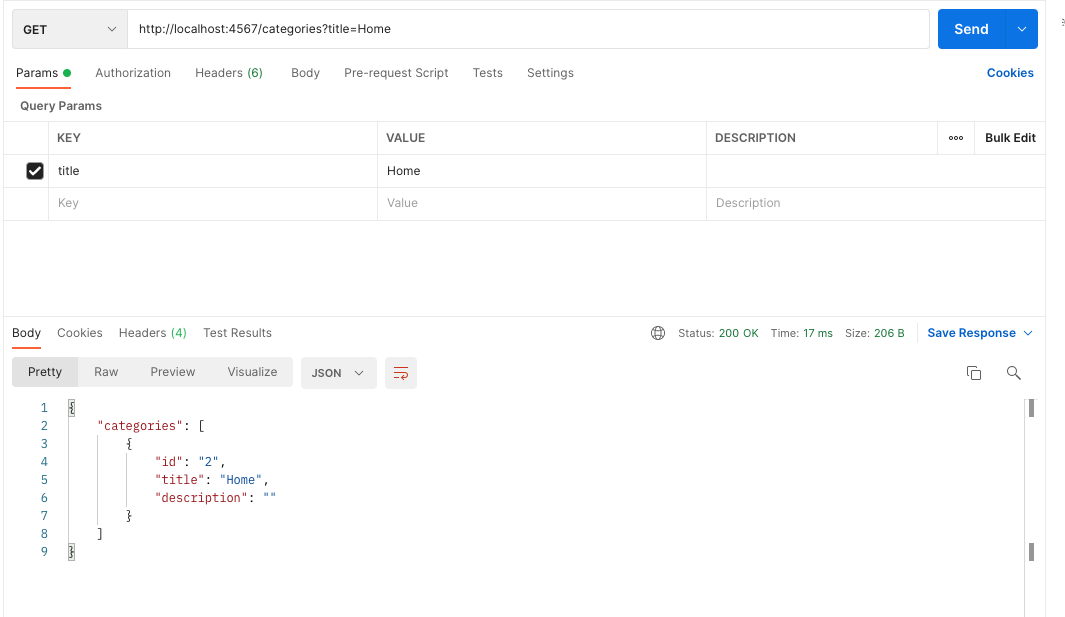 GET http://localhost:4567/categories?title=Home Send
Params Authorization Headers (6) Body Pre-request Script Tests Settings Cookies
Query Params
KEY VALUE DESCRIPTION Bulk Edit
title Home
Key Value Description
Body Cookies Headers (4) Test Results Status: 200 OK Time: 17 ms Size: 206 B Save Response
Pretty Raw Preview Visualize JSON
1 {
2 "categories": [
3 {
4 "id": "2",
5 "title": "Home",
6 "description": ""
7 }
8 ]
9 }